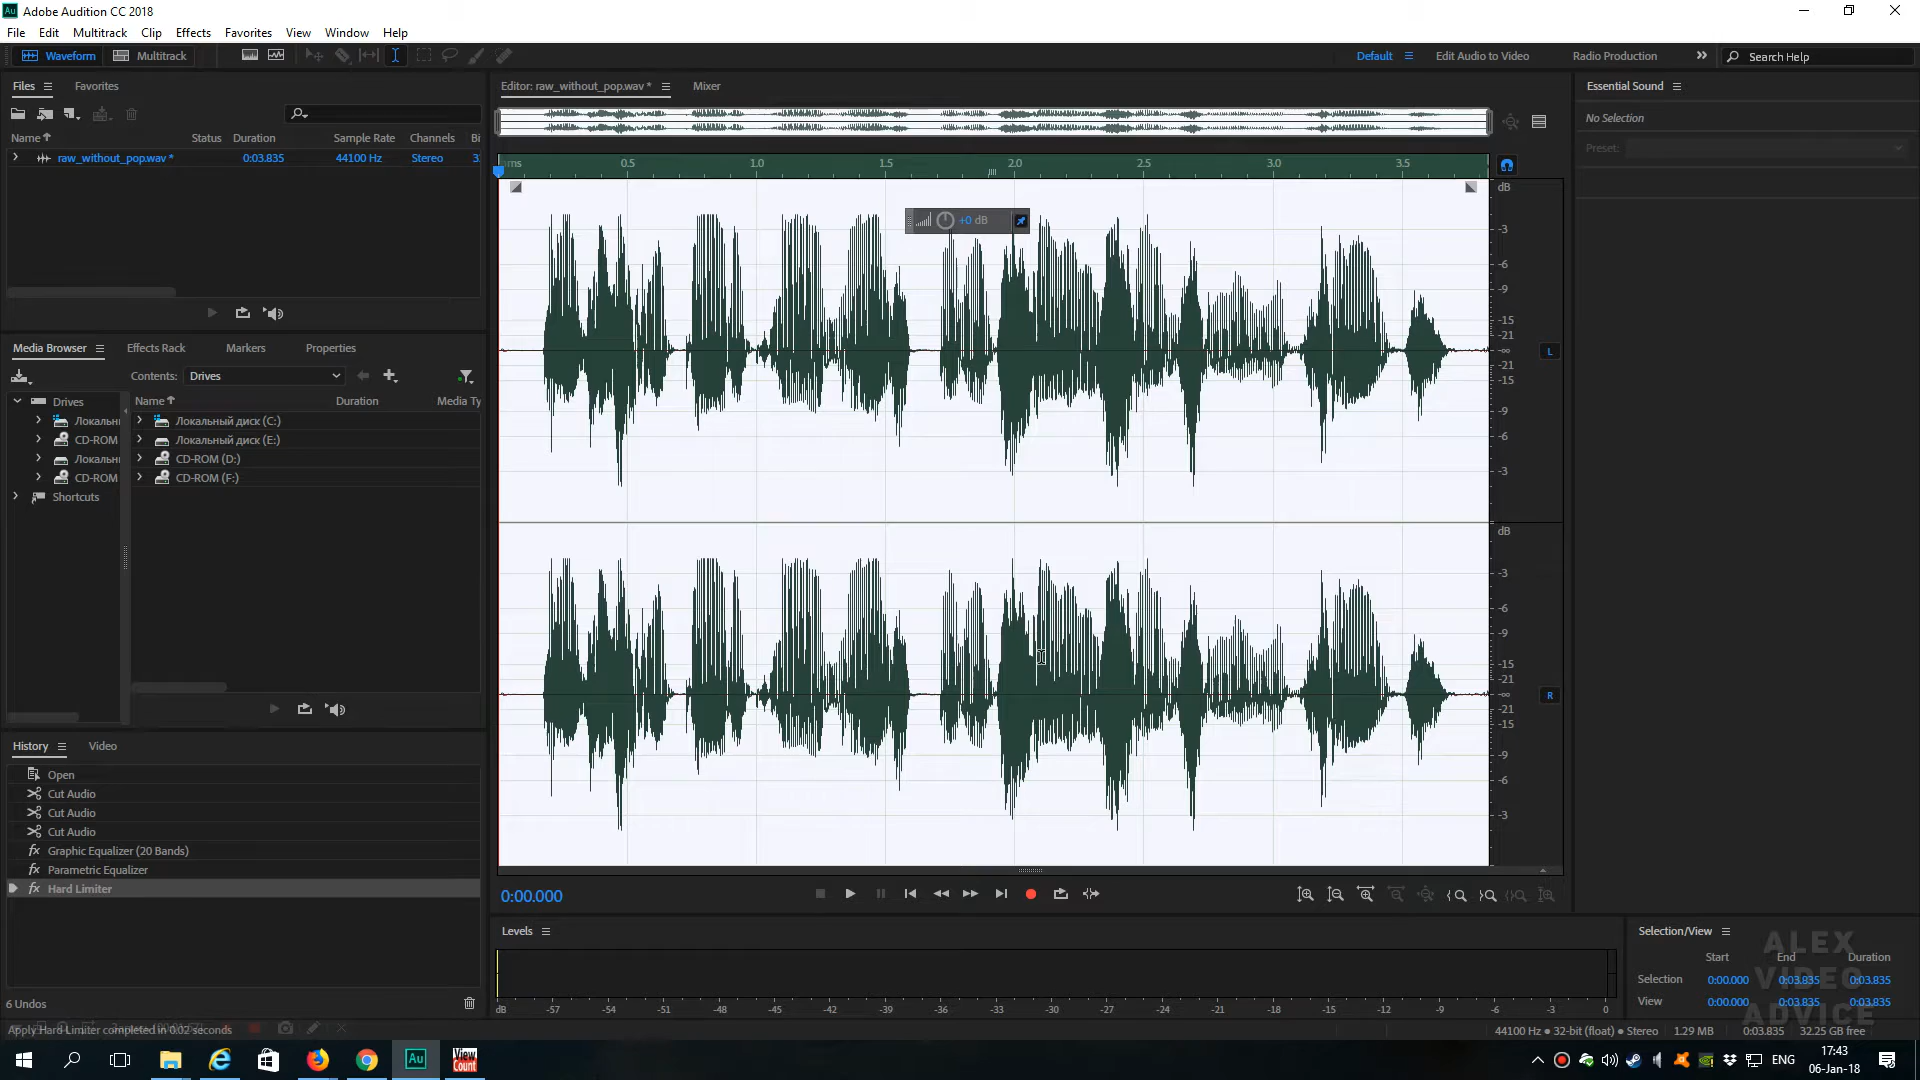 Adobe Audition CC 2018
File Edit Multitrack Clip Effects Favorites View Window Help
Waveform Multitrack
Default Edit Audio to Video Radio Production Search Help
Files Favorites
Name Status Duration Sample Rate Channels Bi
raw_without_pop.wav * 0:03.835 44100 Hz Stereo 3
Editor: raw_without_pop.wav * Mixer
hms 0.5 1.0 1.5 2.0 2.5 3.0 3.5
+0 dB
dB
-3
-6
-9
-15
-21
-∞
-21
-15
-9
-6
-3
L
dB
-3
-6
-9
-15
-21
-∞
-21
-15
-9
-6
-3
R
Essential Sound
No Selection
Preset:
Media Browser Effects Rack Markers Properties
Contents: Drives
Drives
Локальн
CD-ROM
Локальн
CD-ROM
Shortcuts
Name Duration Media Ty
Локальный диск (C:)
Локальный диск (E:)
CD-ROM (D:)
CD-ROM (F:)
History Video
Open
Cut Audio
Cut Audio
Cut Audio
Graphic Equalizer (20 Bands)
Parametric Equalizer
Hard Limiter
6 Undos
Apply Hard Limiter completed in 0.02 seconds
0:00.000
Levels
dB -57 -54 -51 -48 -45 -42 -39 -36 -33 -30 -27 -24 -21 -18 -15 -12 -9 -6 -3 0
Selection/View
Start End Duration
Selection 0:00.000 0:03.835 0:03.835
View 0:00.000 0:03.835 0:03.835
ALEX
VIDEO
ADVICE
44100 Hz ● 32-bit (float) ● Stereo 1.29 MB 0:03.835 32.25 GB free
Au
View
Count
ENG
17:43
06-Jan-18